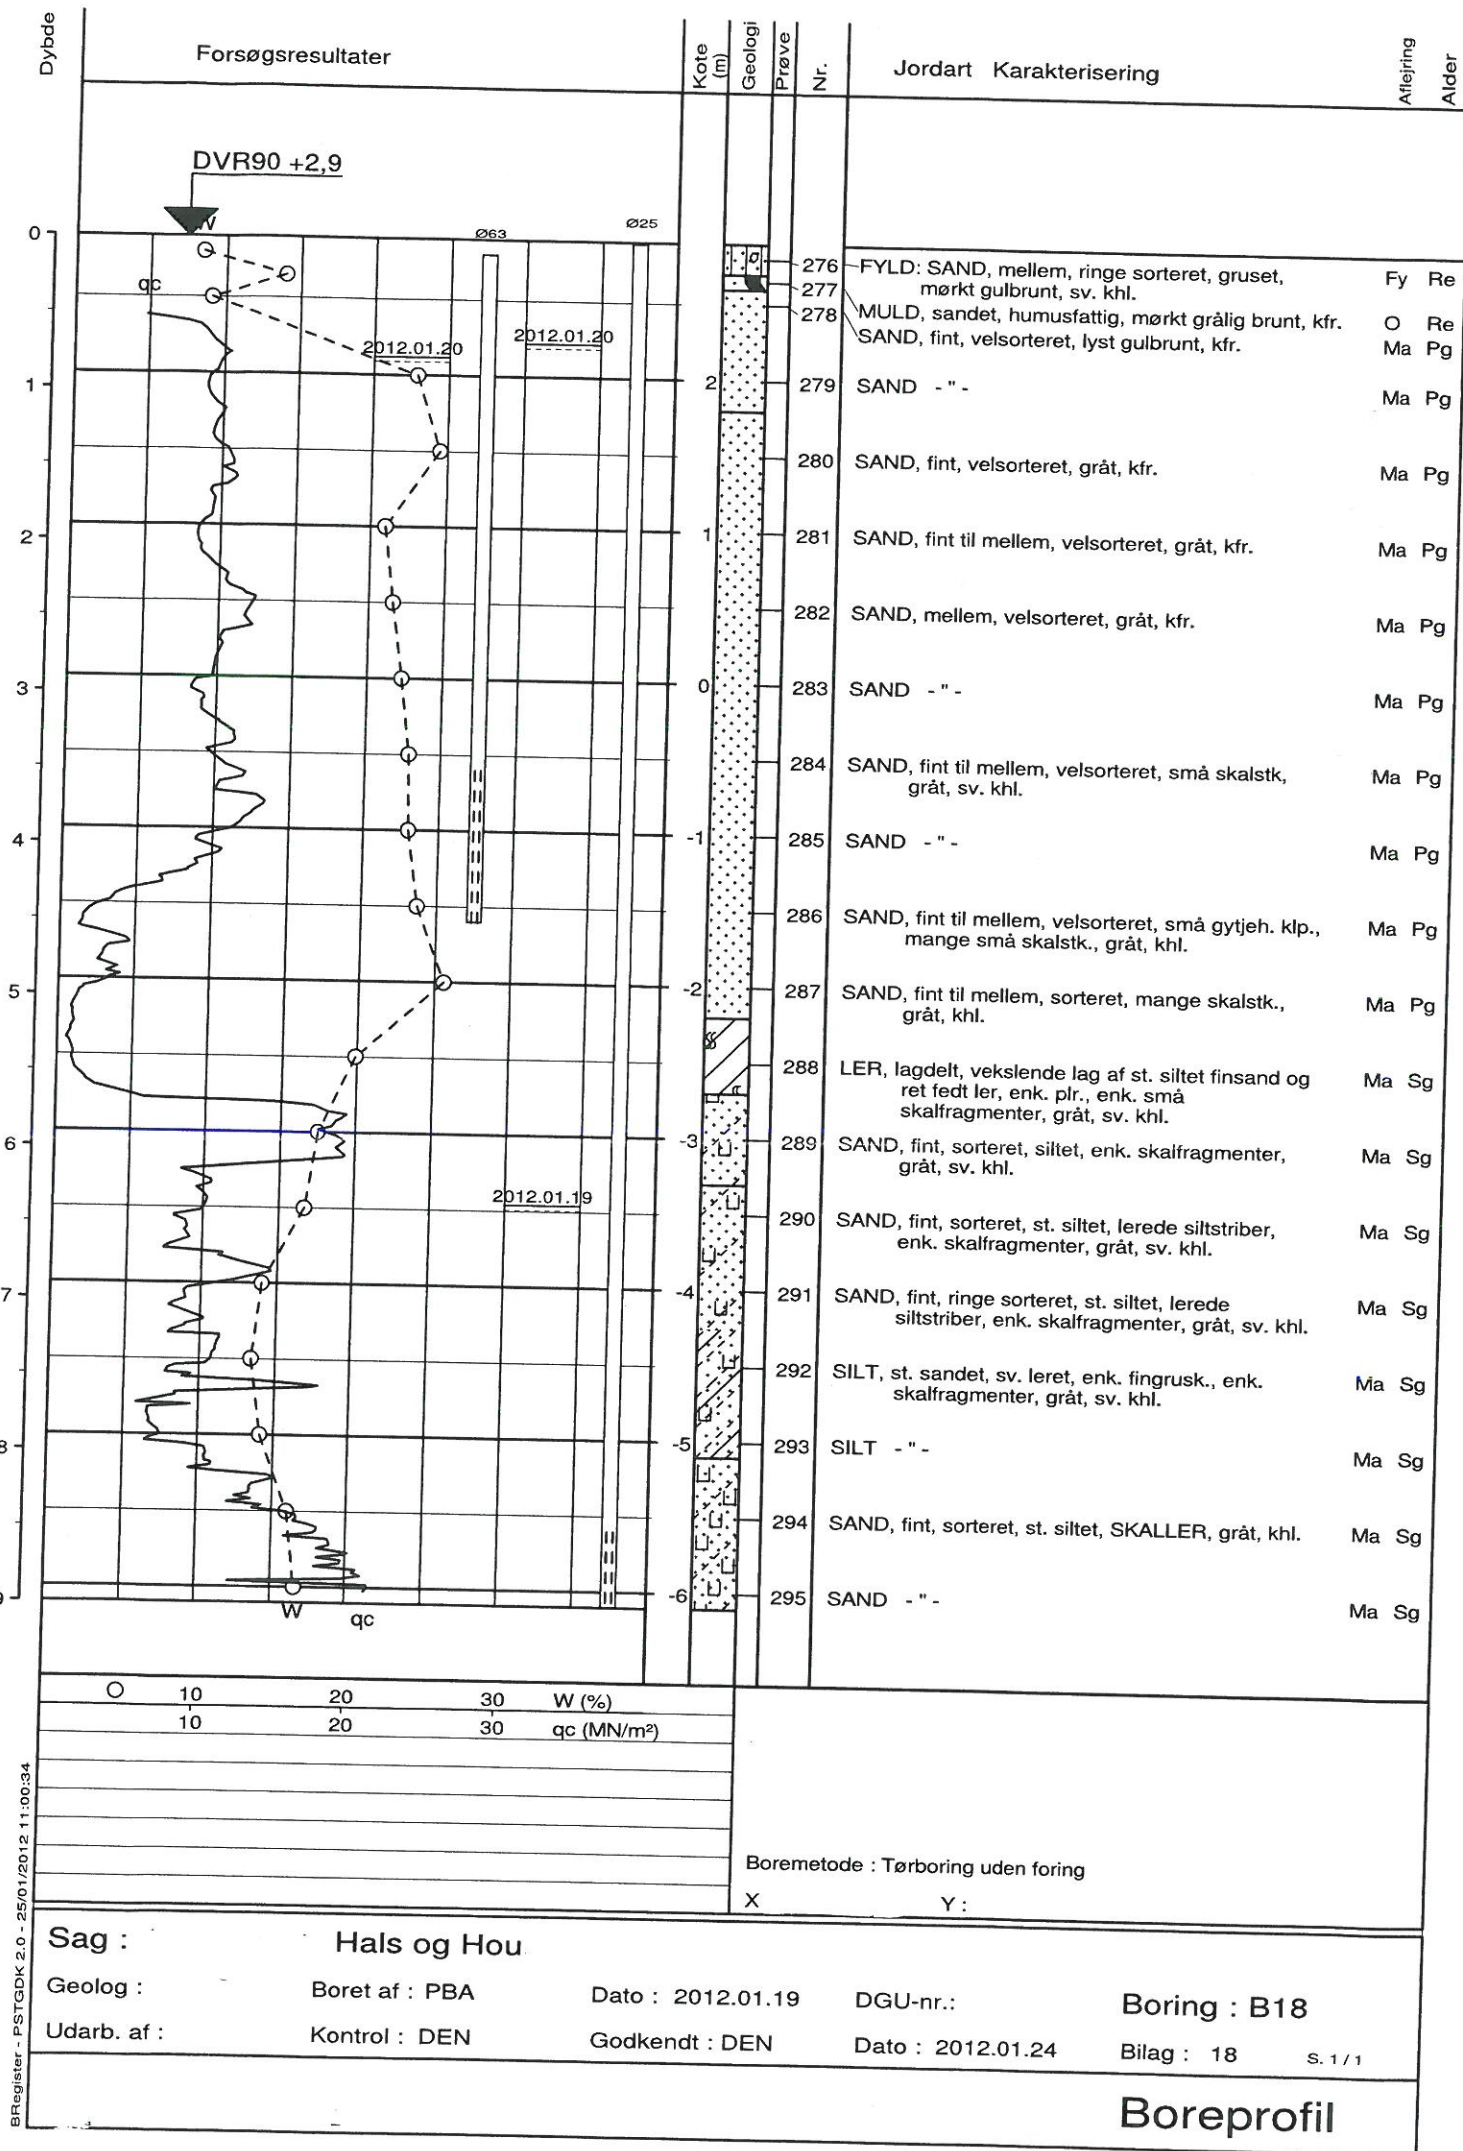 Dybde
Forsøgsresultater
Kote (m)
Geologi
Prøve
Nr.
Jordart Karakterisering
Aflejring
Alder
DVR90 +2,9
W
Ø63
Ø25
qc
2012.01.20
2012.01.20
2012.01.19
0
1
2
3
4
5
6
7
8
9
2
1
0
-1
-2
-3
-4
-5
-6
W
qc
276 FYLD: SAND, mellem, ringe sorteret, gruset, Fy Re
mørkt gulbrunt, sv. khl.
277 MULD, sandet, humusfattig, mørkt grålig brunt, kfr. O Re
278 SAND, fint, velsorteret, lyst gulbrunt, kfr. Ma Pg
279 SAND - " - Ma Pg
280 SAND, fint, velsorteret, gråt, kfr. Ma Pg
281 SAND, fint til mellem, velsorteret, gråt, kfr. Ma Pg
282 SAND, mellem, velsorteret, gråt, kfr. Ma Pg
283 SAND - " - Ma Pg
284 SAND, fint til mellem, velsorteret, små skalstk, Ma Pg
gråt, sv. khl.
285 SAND - " - Ma Pg
286 SAND, fint til mellem, velsorteret, små gytjeh. klp., Ma Pg
mange små skalstk., gråt, khl.
287 SAND, fint til mellem, sorteret, mange skalstk., Ma Pg
gråt, khl.
288 LER, lagdelt, vekslende lag af st. siltet finsand og Ma Sg
ret fedt ler, enk. plr., enk. små
skalfragmenter, gråt, sv. khl.
289 SAND, fint, sorteret, siltet, enk. skalfragmenter, Ma Sg
gråt, sv. khl.
290 SAND, fint, sorteret, st. siltet, lerede siltstriber, Ma Sg
enk. skalfragmenter, gråt, sv. khl.
291 SAND, fint, ringe sorteret, st. siltet, lerede Ma Sg
siltstriber, enk. skalfragmenter, gråt, sv. khl.
292 SILT, st. sandet, sv. leret, enk. fingrusk., enk. Ma Sg
skalfragmenter, gråt, sv. khl.
293 SILT - " - Ma Sg
294 SAND, fint, sorteret, st. siltet, SKALLER, gråt, khl. Ma Sg
295 SAND - " - Ma Sg
10 20 30 W (%)
10 20 30 qc (MN/m²)
Boremetode : Tørboring uden foring
X Y :
BRegister - PSTGDK 2.0 - 25/01/2012 11:00:34
Sag : Hals og Hou
Geolog : Boret af : PBA Dato : 2012.01.19 DGU-nr.: Boring : B18
Udarb. af : Kontrol : DEN Godkendt : DEN Dato : 2012.01.24 Bilag : 18 S. 1 / 1
Boreprofil